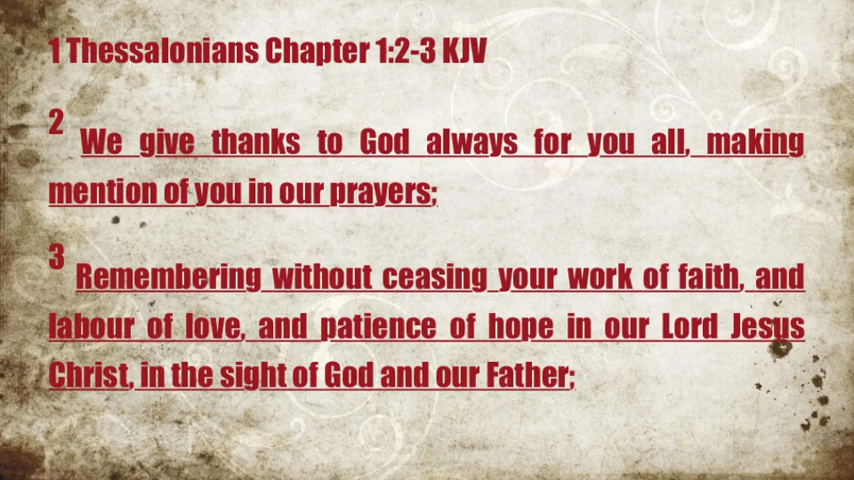 1 Thessalonians Chapter 1:2-3 KJV
2 We give thanks to God always for you all, making
mention of you in our prayers;
3 Remembering without ceasing your work of faith, and
labour of love, and patience of hope in our Lord Jesus
Christ, in the sight of God and our Father;